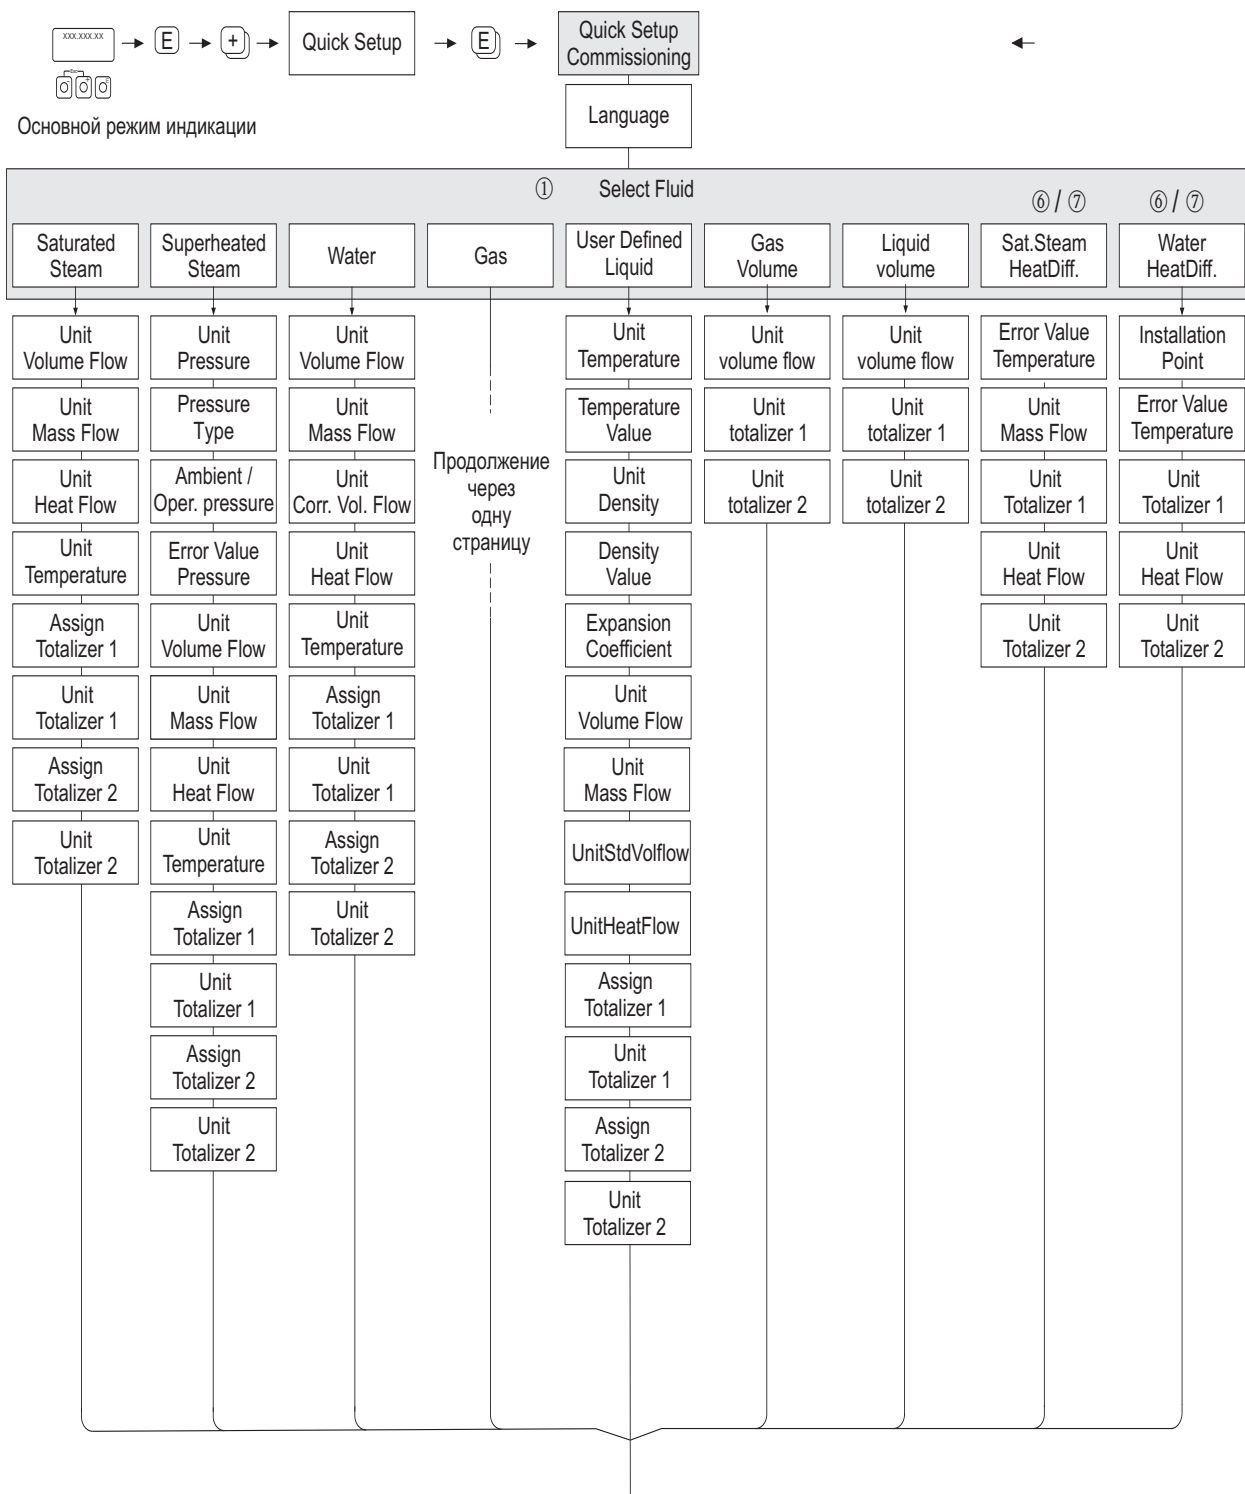 xxx.xxx.xx
E
+
Quick Setup
E
Quick Setup
Commissioning
Esc
Основной режим индикации
Language
① Select Fluid
⑥ / ⑦
⑥ / ⑦
Saturated
Steam
Superheated
Steam
Water
Gas
User Defined
Liquid
Gas
Volume
Liquid
volume
Sat.Steam
HeatDiff.
Water
HeatDiff.
Unit
Volume Flow
Unit
Mass Flow
Unit
Heat Flow
Unit
Temperature
Assign
Totalizer 1
Unit
Totalizer 1
Assign
Totalizer 2
Unit
Totalizer 2
Unit
Pressure
Pressure
Type
Ambient /
Oper. pressure
Error Value
Pressure
Unit
Volume Flow
Unit
Mass Flow
Unit
Heat Flow
Unit
Temperature
Assign
Totalizer 1
Unit
Totalizer 1
Assign
Totalizer 2
Unit
Totalizer 2
Unit
Volume Flow
Unit
Mass Flow
Unit
Corr. Vol. Flow
Unit
Heat Flow
Unit
Temperature
Assign
Totalizer 1
Unit
Totalizer 1
Assign
Totalizer 2
Unit
Totalizer 2
Продолжение
через
одну
страницу
Unit
Temperature
Temperature
Value
Unit
Density
Density
Value
Expansion
Coefficient
Unit
Volume Flow
Unit
Mass Flow
UnitStdVolflow
UnitHeatFlow
Assign
Totalizer 1
Unit
Totalizer 1
Assign
Totalizer 2
Unit
Totalizer 2
Unit
volume flow
Unit
totalizer 1
Unit
totalizer 2
Unit
volume flow
Unit
totalizer 1
Unit
totalizer 2
Error Value
Temperature
Unit
Mass Flow
Unit
Totalizer 1
Unit
Heat Flow
Unit
Totalizer 2
Installation
Point
Error Value
Temperature
Unit
Totalizer 1
Unit
Heat Flow
Unit
Totalizer 2